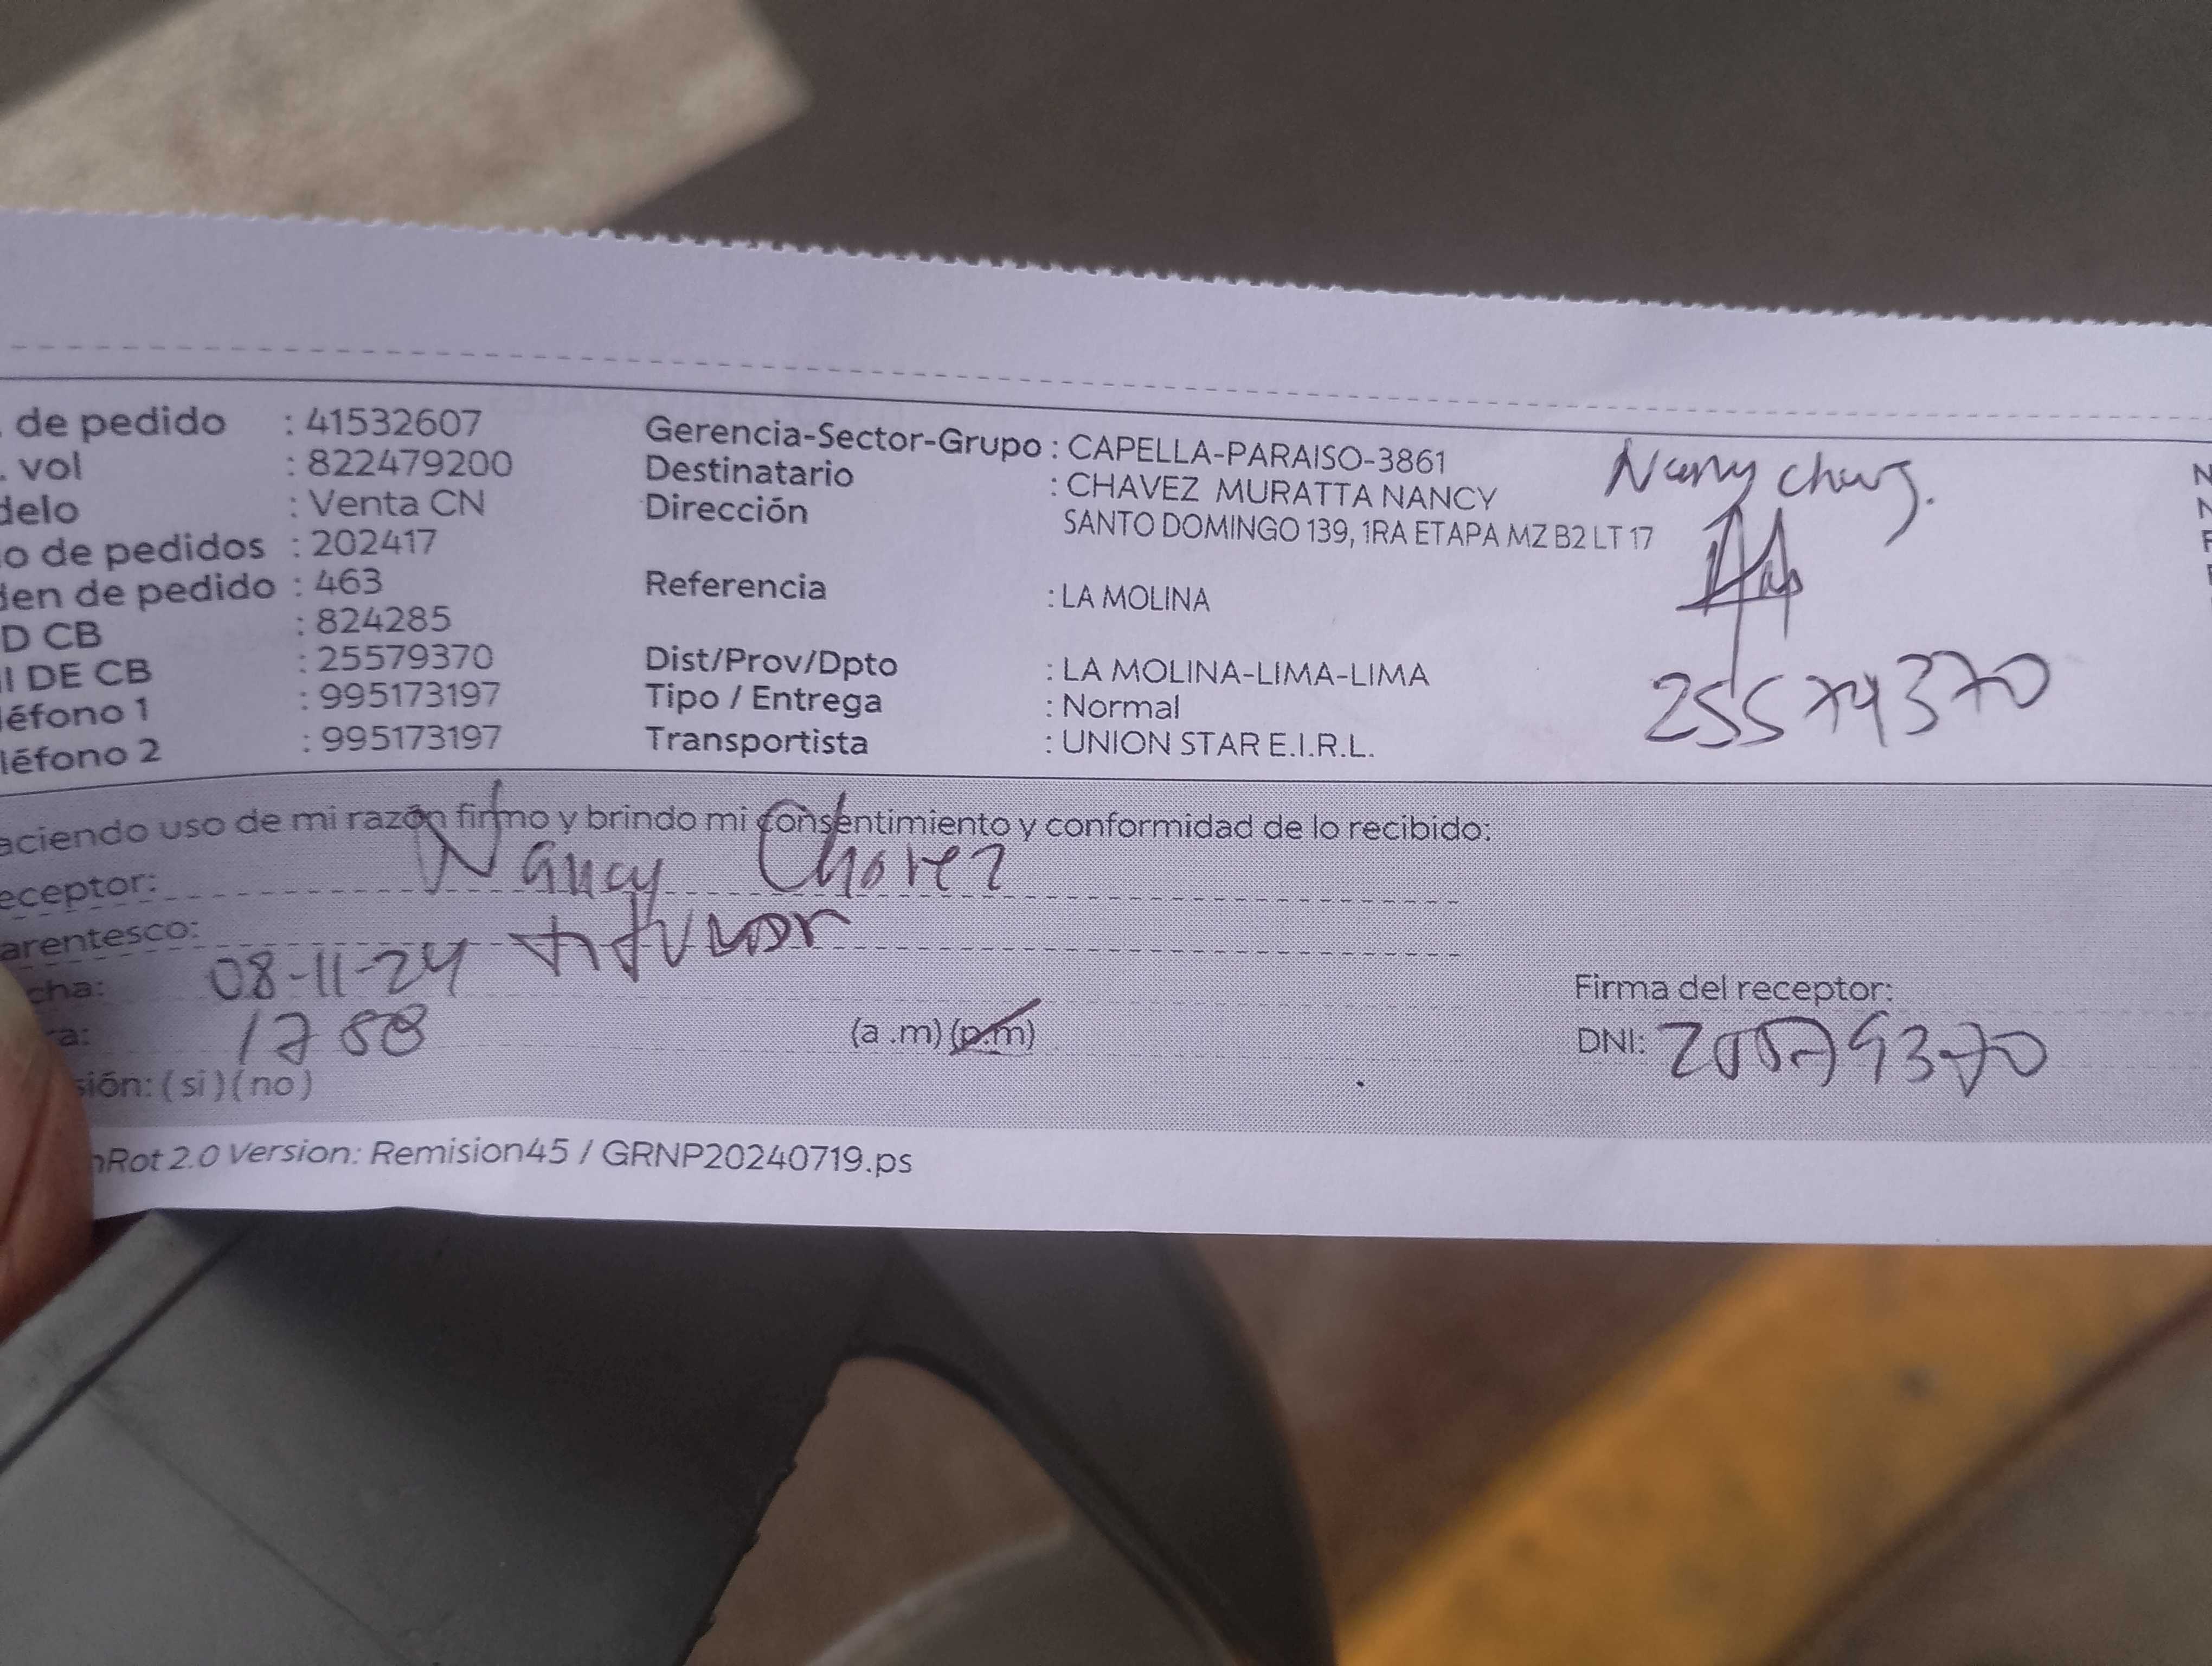 . de pedido : 41532607
. vol : 822479200
delo : Venta CN
o de pedidos : 202417
den de pedido : 463
D CB : 824285
I DE CB : 25579370
léfono 1 : 995173197
léfono 2 : 995173197
Gerencia-Sector-Grupo : CAPELLA-PARAISO-3861
Destinatario : CHAVEZ MURATTA NANCY
Dirección SANTO DOMINGO 139, 1RA ETAPA MZ B2 LT 17
Referencia : LA MOLINA
Dist/Prov/Dpto : LA MOLINA-LIMA-LIMA
Tipo / Entrega : Normal
Transportista : UNION STAR E.I.R.L.
25579370
aciendo uso de mi razón firmo y brindo mi consentimiento y conformidad de lo recibido:
eceptor: Nancy Chavez
arentesco: titular
cha: 08-11-24
a: 1258 (a .m) (p.m)
sión: ( si ) ( no )
Firma del receptor:
DNI: 25579370
nRot 2.0 Version: Remision45 / GRNP20240719.ps